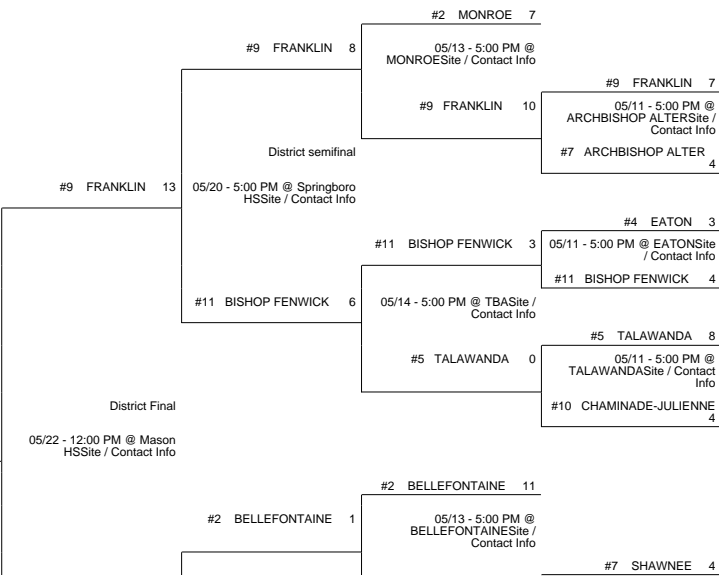 #2 MONROE 7
#9 FRANKLIN 8
05/13 - 5:00 PM @
MONROESite / Contact Info
#9 FRANKLIN 7
#9 FRANKLIN 10
05/11 - 5:00 PM @
ARCHBISHOP ALTERSite /
Contact Info
District semifinal
#7 ARCHBISHOP ALTER
4
#9 FRANKLIN 13
05/20 - 5:00 PM @ Springboro
HSSite / Contact Info
#4 EATON 3
#11 BISHOP FENWICK 3
05/11 - 5:00 PM @ EATONSite
/ Contact Info
#11 BISHOP FENWICK 4
#11 BISHOP FENWICK 6
05/14 - 5:00 PM @ TBASite /
Contact Info
#5 TALAWANDA 8
#5 TALAWANDA 0
05/11 - 5:00 PM @
TALAWANDASite / Contact
Info
District Final
#10 CHAMINADE-JULIENNE
4
05/22 - 12:00 PM @ Mason
HSSite / Contact Info
#2 BELLEFONTAINE 11
#2 BELLEFONTAINE 1
05/13 - 5:00 PM @
BELLEFONTAINESite /
Contact Info
#7 SHAWNEE 4